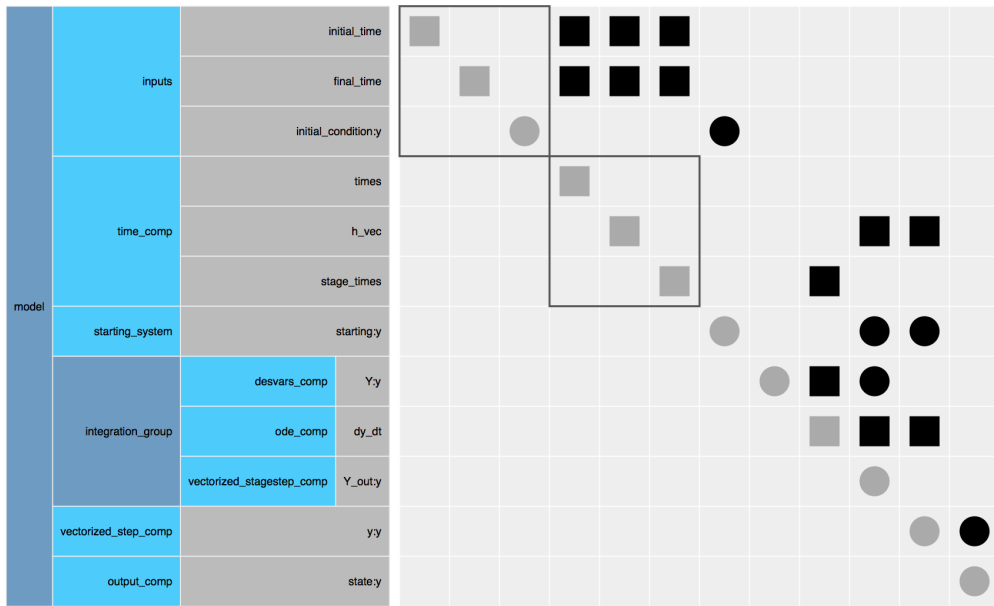 initial_time
inputs
final_time
initial_condition:y
times
time_comp
h_vec
stage_times
model
starting_system
starting:y
desvars_comp
Y:y
integration_group
ode_comp
dy_dt
vectorized_stagestep_comp
Y_out:y
vectorized_step_comp
y:y
output_comp
state:y